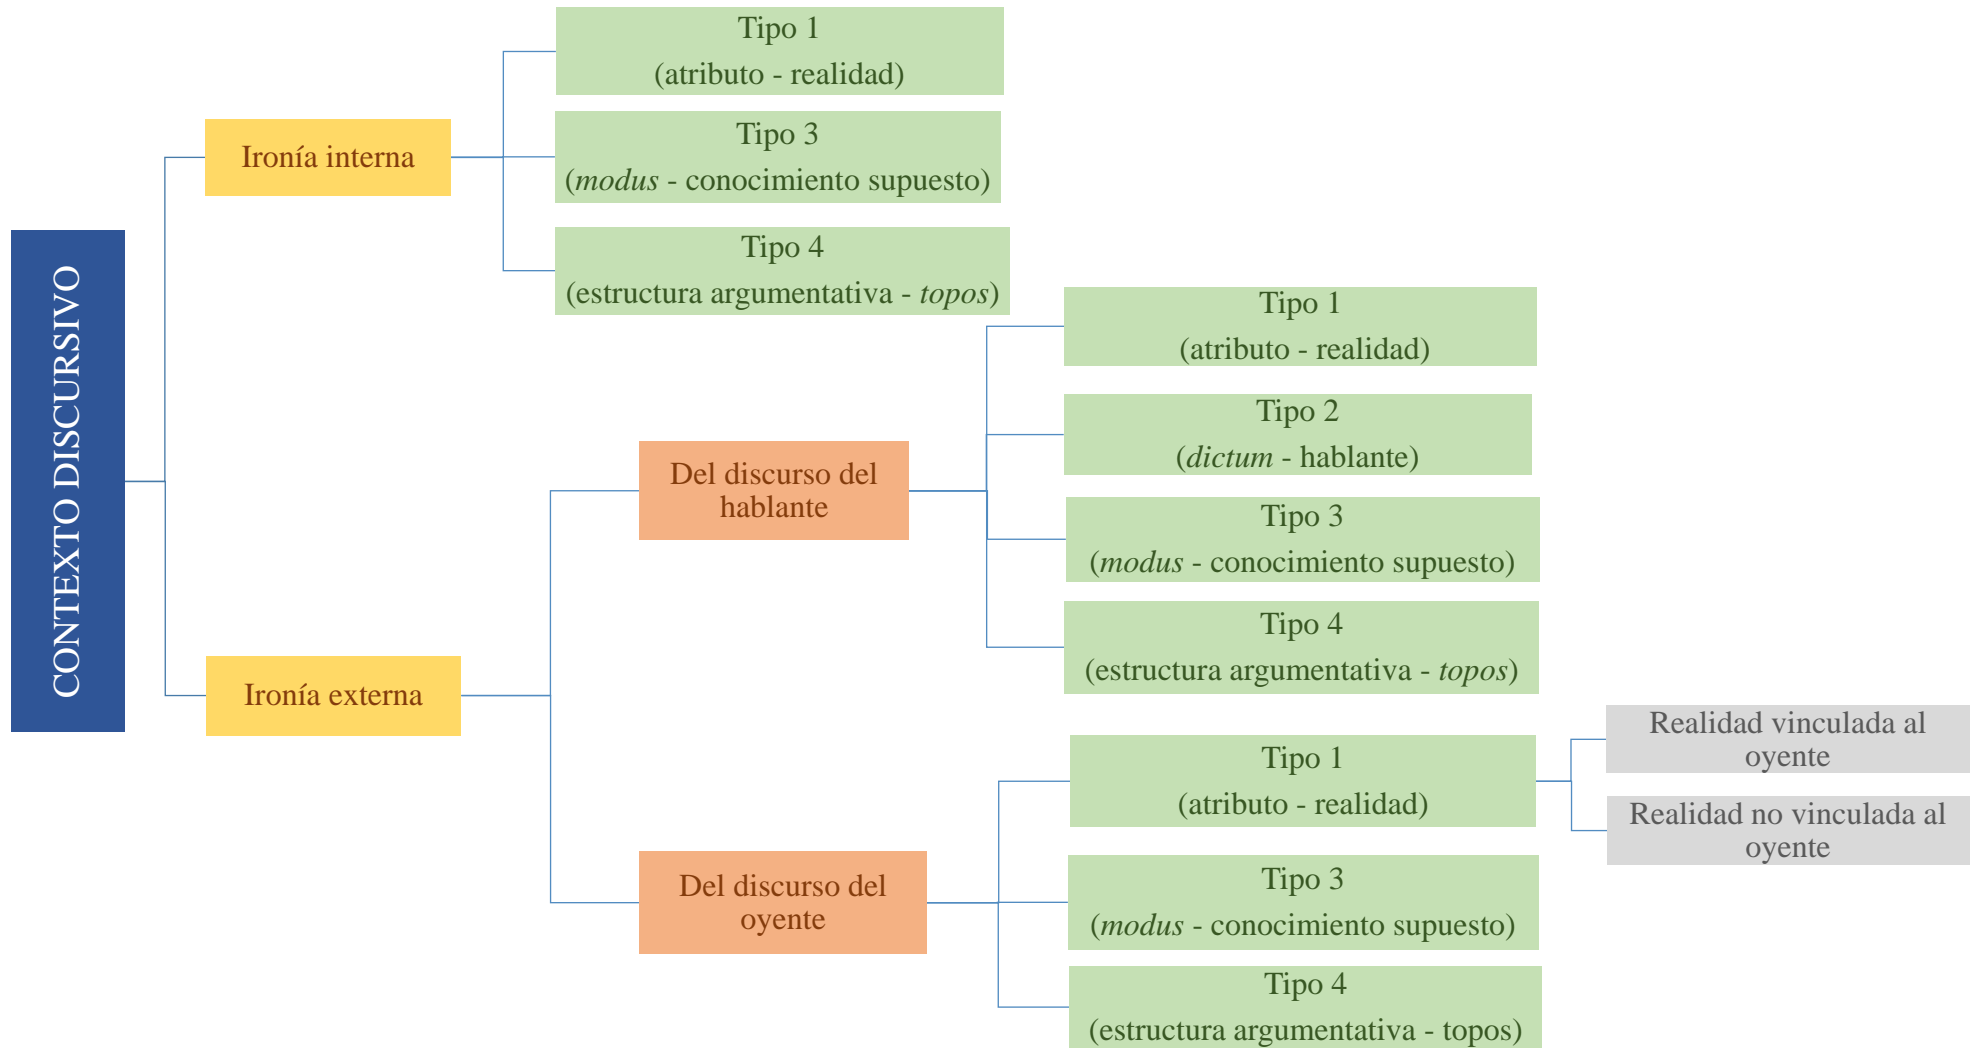 CONTEXTO DISCURSIVO
Ironía interna
Tipo 1
(atributo - realidad)
Tipo 3
(modus - conocimiento supuesto)
Tipo 4
(estructura argumentativa - topos)
Ironía externa
Del discurso del
hablante
Tipo 1
(atributo - realidad)
Tipo 2
(dictum - hablante)
Tipo 3
(modus - conocimiento supuesto)
Tipo 4
(estructura argumentativa - topos)
Del discurso del
oyente
Tipo 1
(atributo - realidad)
Realidad vinculada al
oyente
Realidad no vinculada al
oyente
Tipo 3
(modus - conocimiento supuesto)
Tipo 4
(estructura argumentativa - topos)